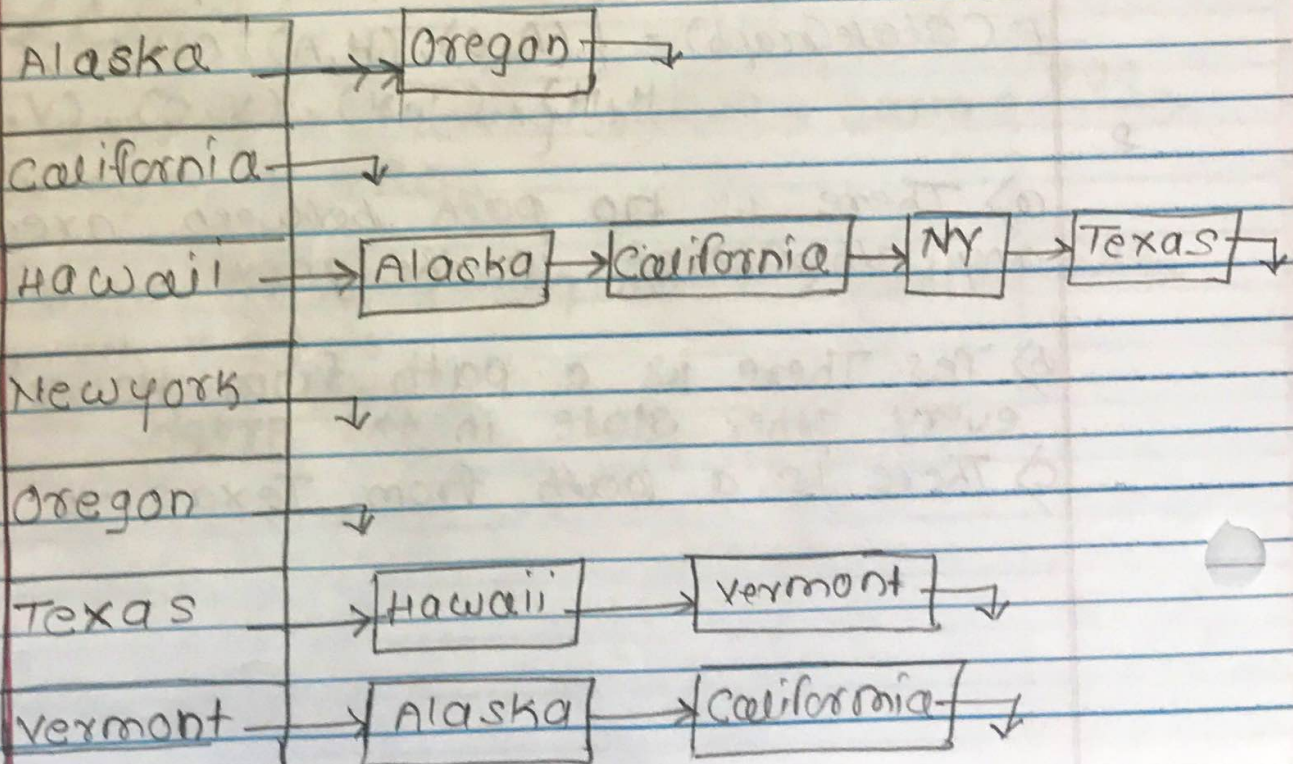 Alaska Oregon
California
Hawaii Alaska California NY Texas
Newyork
Oregon
Texas Hawaii Vermont
Vermont Alaska California